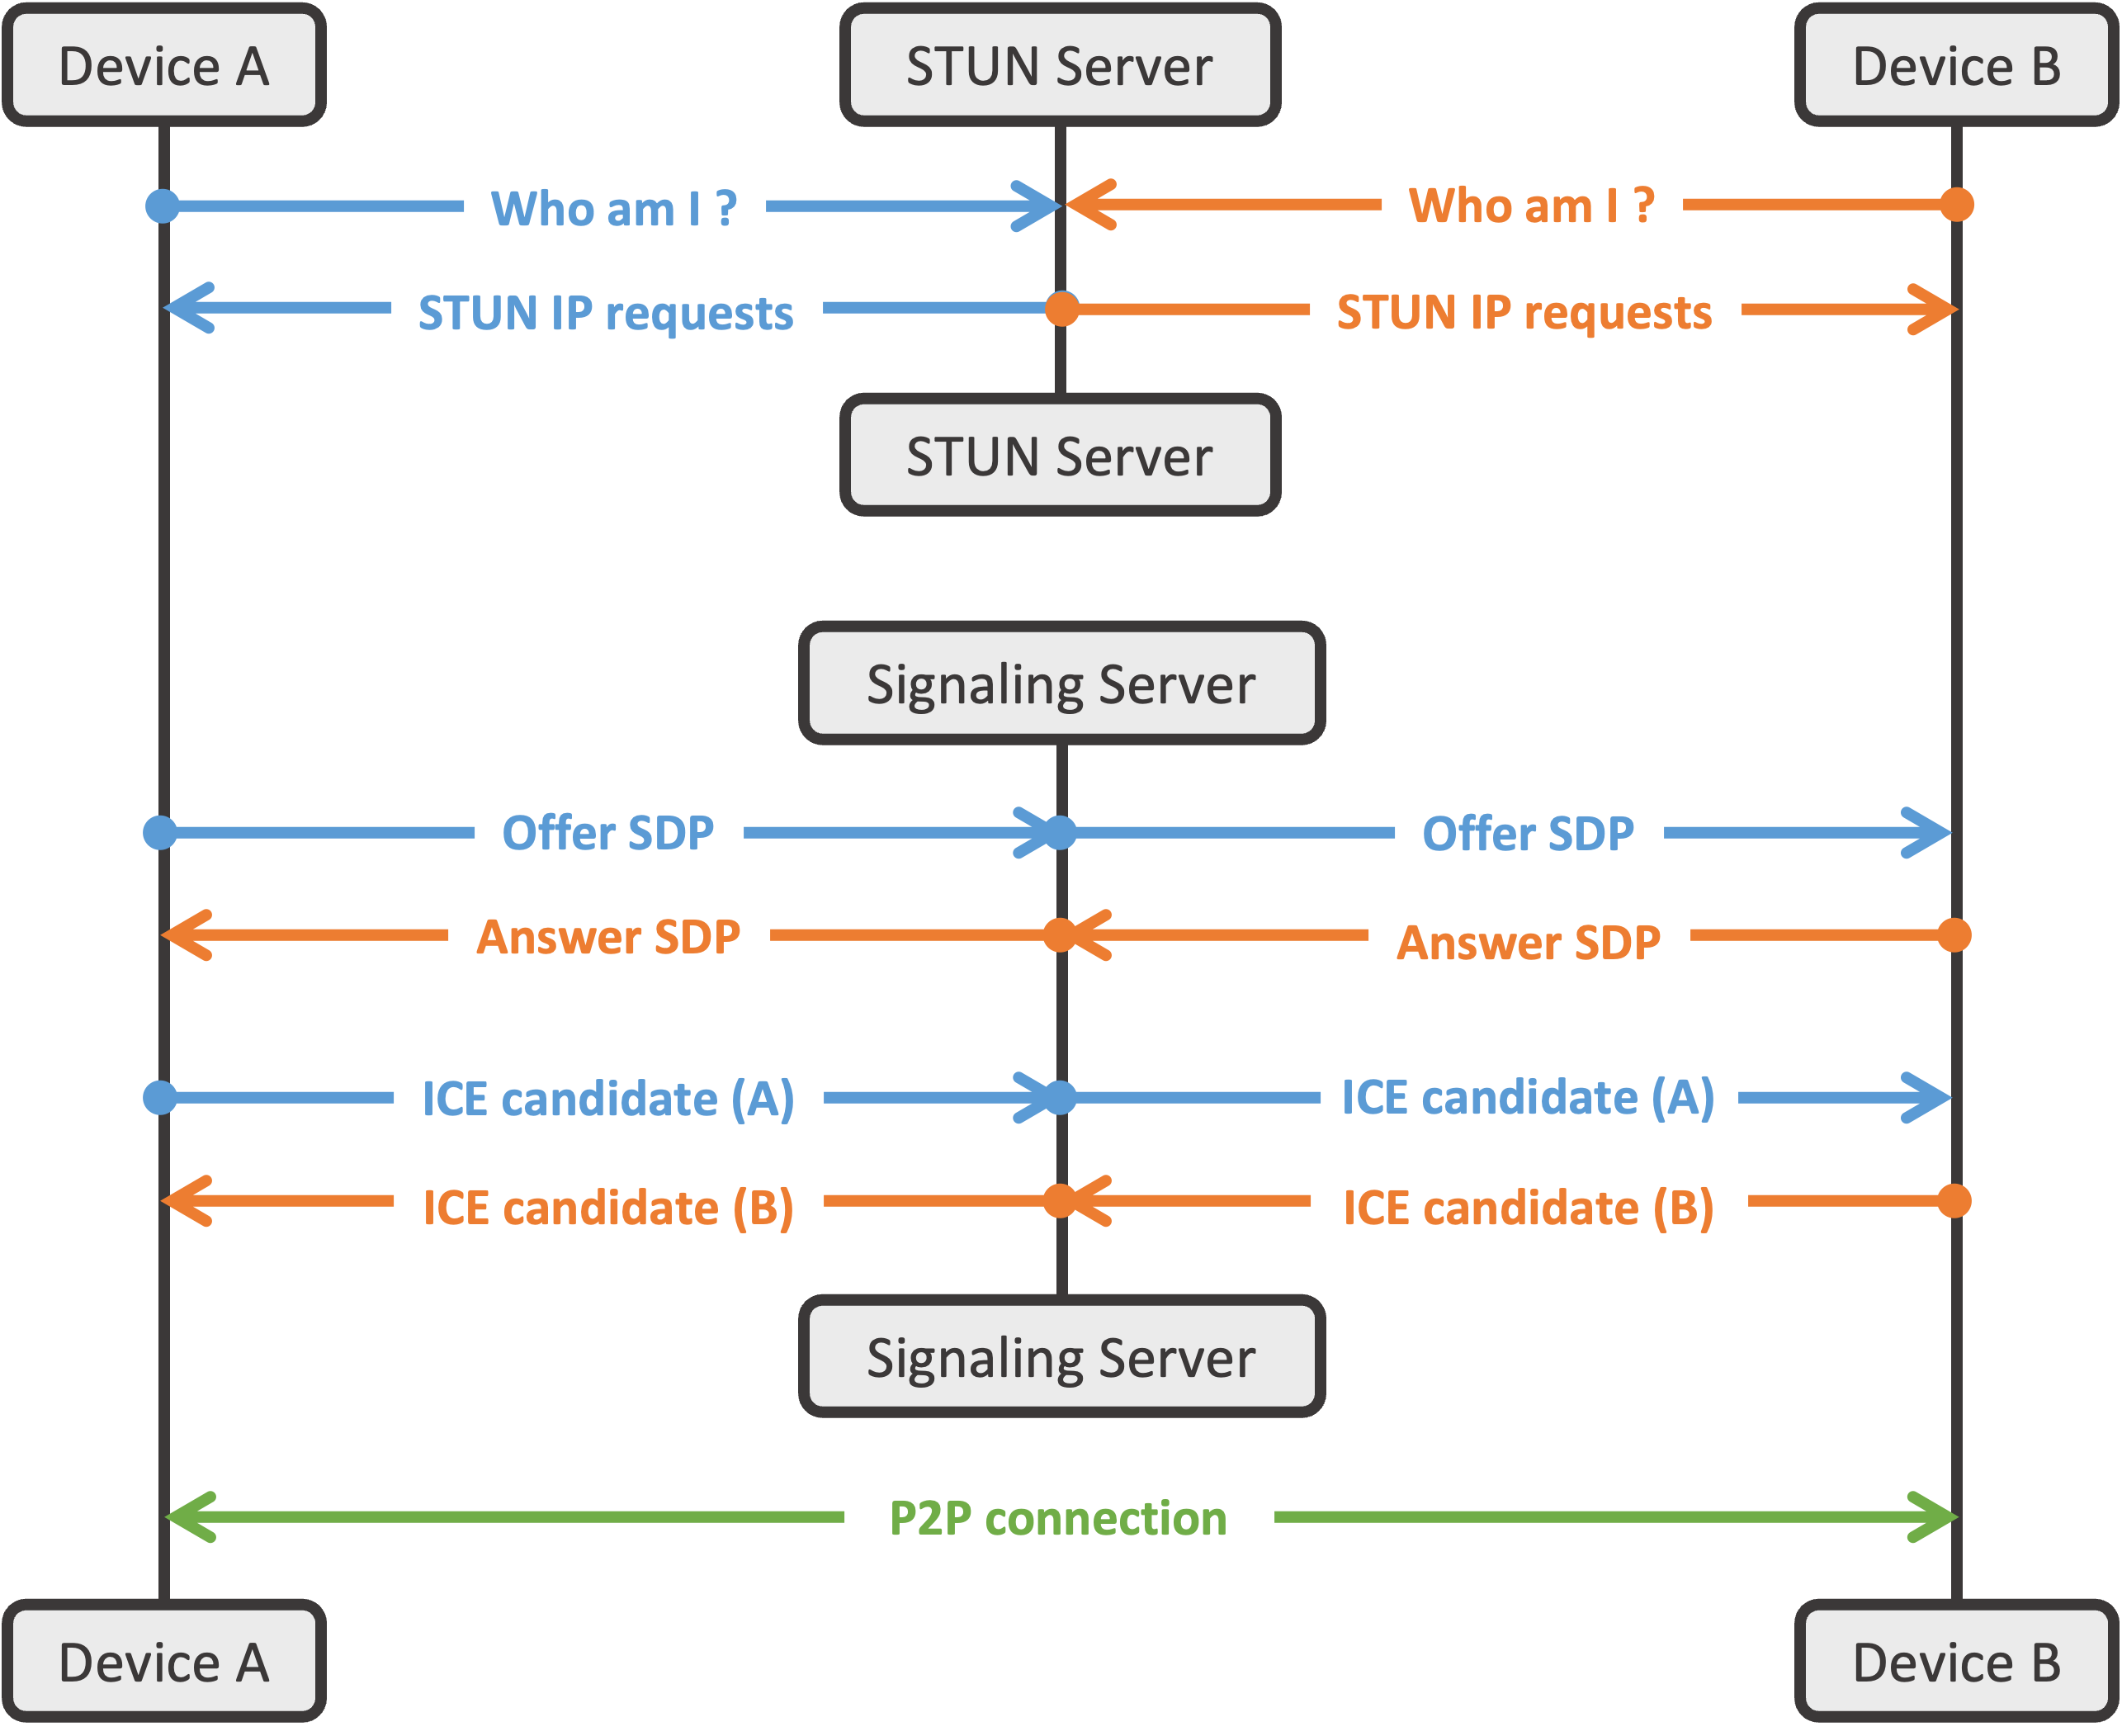 Device A
STUN Server
Device B
Who am I ?
Who am I ?
STUN IP requests
STUN IP requests
STUN Server
Signaling Server
Offer SDP
Offer SDP
Answer SDP
Answer SDP
ICE candidate (A)
ICE candidate (A)
ICE candidate (B)
ICE candidate (B)
Signaling Server
P2P connection
Device A
Device B